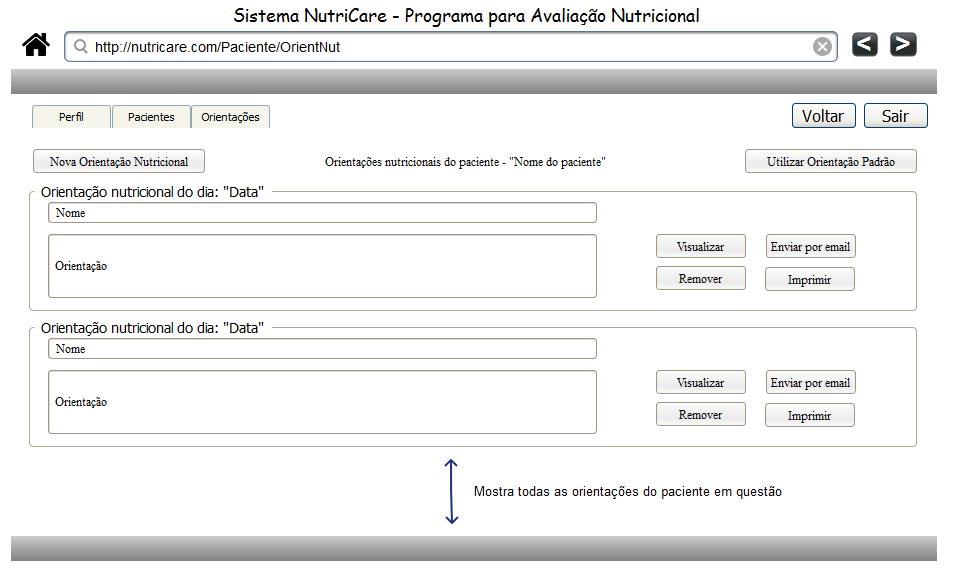 Sistema NutriCare - Programa para Avaliação Nutricional
http://nutricare.com/Paciente/OrientNut
< >
Perfil Pacientes Orientações Voltar Sair
Nova Orientação Nutricional Orientações nutricionais do paciente - "Nome do paciente" Utilizar Orientação Padrão
Orientação nutricional do dia: "Data"
Nome
Orientação
Visualizar Enviar por email
Remover Imprimir
Orientação nutricional do dia: "Data"
Nome
Orientação
Visualizar Enviar por email
Remover Imprimir
Mostra todas as orientações do paciente em questão